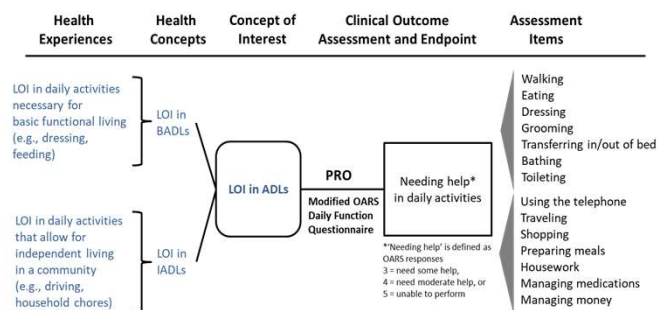 Health Experiences
Health Concepts
Concept of Interest
Clinical Outcome Assessment and Endpoint
Assessment Items
LOI in daily activities
necessary for
basic functional living
(e.g., dressing,
feeding)
LOI in
BADLs
LOI in daily activities
that allow for
independent living
in a community
(e.g., driving,
household chores)
LOI in
IADLs
LOI in ADLs
PRO
Modified OARS
Daily Function
Questionnaire
Needing help*
in daily activities
*'Needing help' is defined as
OARS responses
3 = need some help,
4 = need moderate help, or
5 = unable to perform
Walking
Eating
Dressing
Grooming
Transferring in/out of bed
Bathing
Toileting
Using the telephone
Traveling
Shopping
Preparing meals
Housework
Managing medications
Managing money